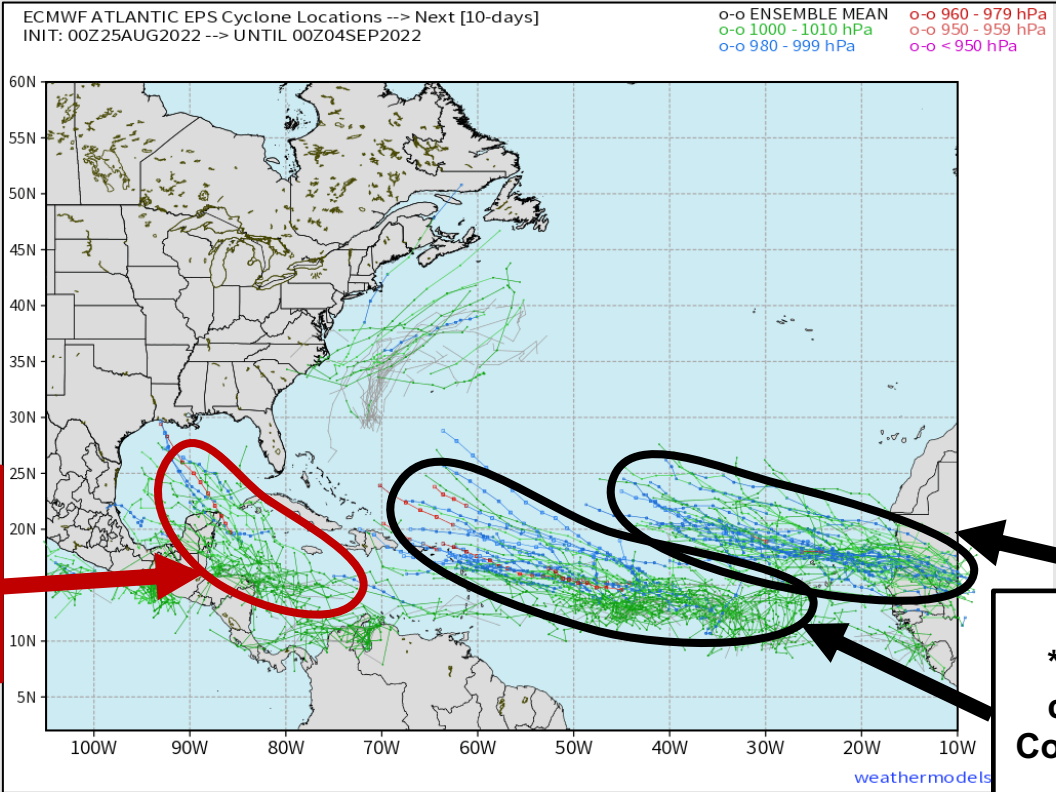 ECMWF ATLANTIC EPS Cyclone Locations --> Next [10-days]
INIT: 00Z25AUG2022 --> UNTIL 00Z04SEP2022
o-o ENSEMBLE MEAN
o-o 1000 - 1010 hPa
o-o 980 - 999 hPa
o-o 960 - 979 hPa
o-o 950 - 959 hPa
o-o < 950 hPa
60N
55N
50N
45N
40N
35N
30N
25N
20N
15N
10N
5N
100W 90W 80W 70W 60W 50W 40W 30W 20W 10W
weathermodels
*
Co